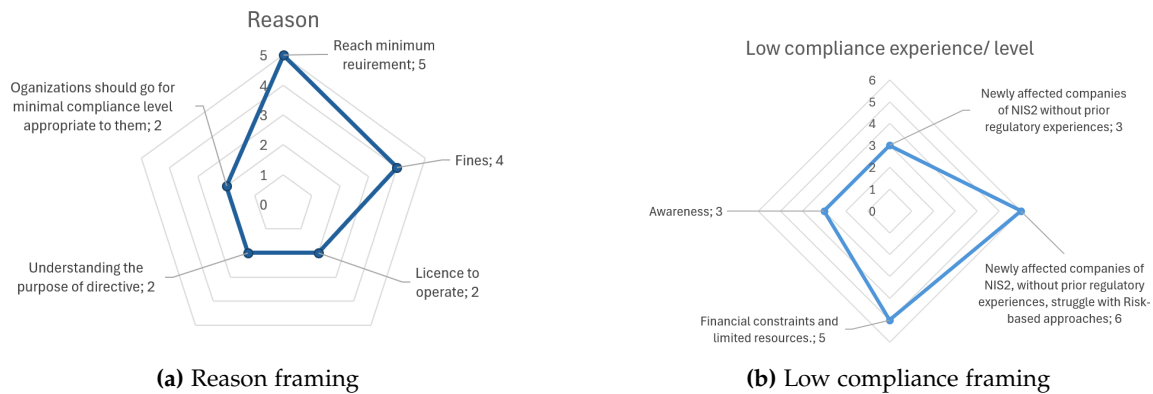 Reason
5
4
3
2
1
0
Reach minimum
reuirement; 5
Oganizations should go for
minimal compliance level
appropriate to them; 2
Fines; 4
Understanding the
purpose of directive; 2
Licence to
operate; 2
(a) Reason framing
Low compliance experience/ level
6
5
4
3
2
1
0
Newly affected companies
of NIS2 without prior
regulatory experiences; 3
Awareness; 3
Newly affected companies of
NIS2, without prior regulatory
experiences, struggle with Risk-
based approaches; 6
Financial constraints and
limited resources.; 5
(b) Low compliance framing